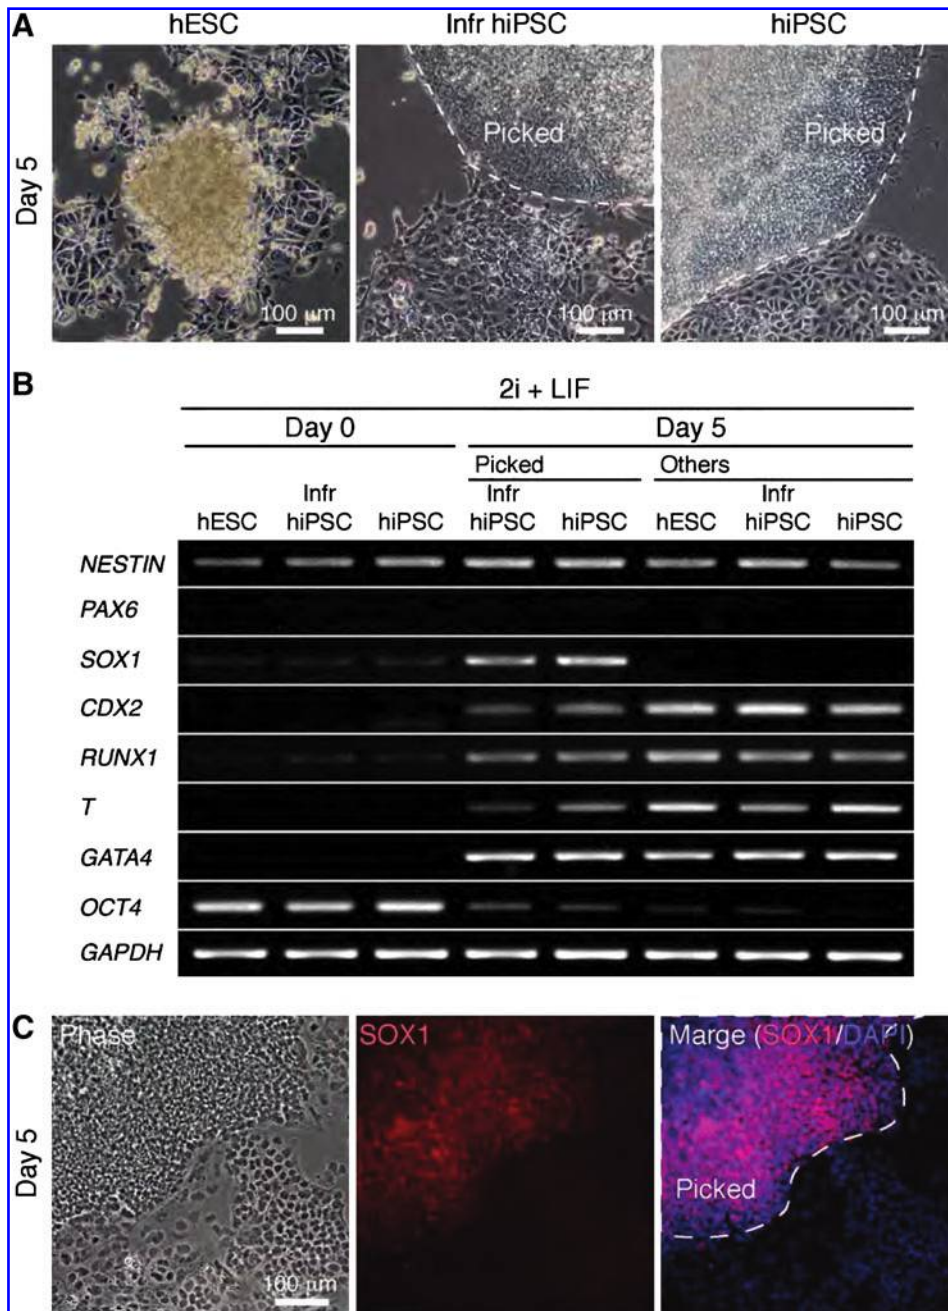 A
hESC
Infr hiPSC
hiPSC
Day 5
Picked
Picked
100 µm
100 µm
100 µm
B
2i + LIF
Day 0
Day 5
Picked
Others
Infr
Infr
Infr
hESC
hiPSC
hiPSC
hiPSC
hiPSC
hESC
hiPSC
hiPSC
NESTIN
PAX6
SOX1
CDX2
RUNX1
T
GATA4
OCT4
GAPDH
C
Phase
SOX1
Marge (SOX1/DAPI)
Day 5
Picked
100 µm